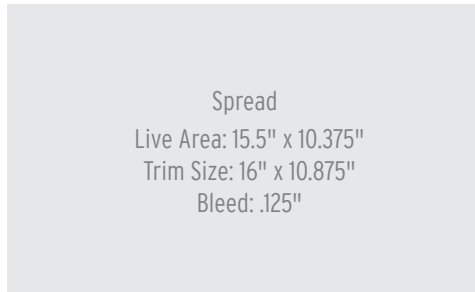 Spread
Live Area: 15.5" x 10.375"
Trim Size: 16" x 10.875"
Bleed: .125"